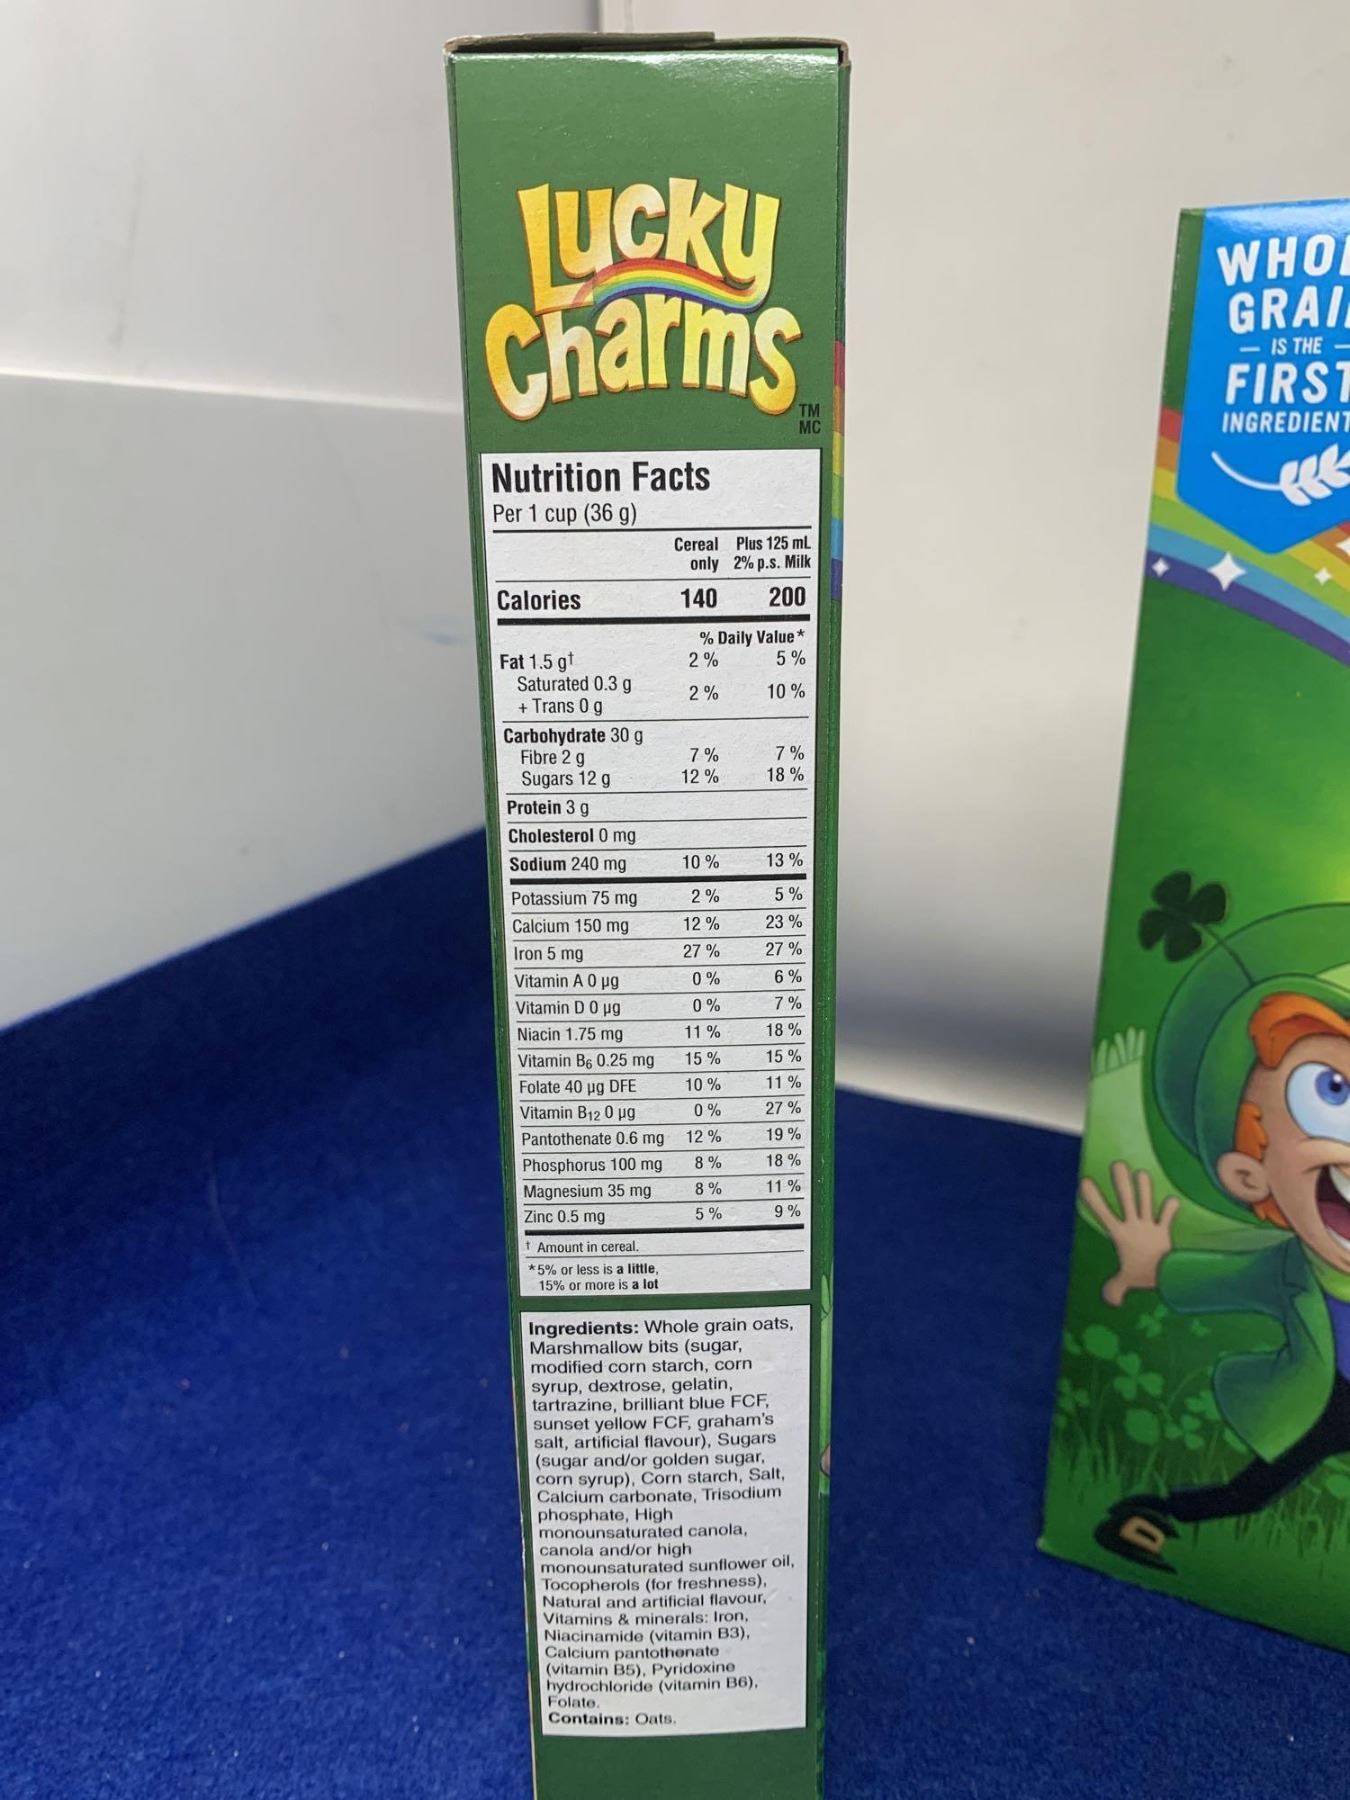 Lucky
Charms
TM
MC
Nutrition Facts
Per 1 cup (36 g)
Cereal only Plus 125 mL 2% p.s. Milk
Calories 140 200
% Daily Value*
Fat 1.5 g† 2 % 5 %
Saturated 0.3 g
+ Trans 0 g 2 % 10 %
Carbohydrate 30 g
Fibre 2 g 7 % 7 %
Sugars 12 g 12 % 18 %
Protein 3 g
Cholesterol 0 mg
Sodium 240 mg 10 % 13 %
Potassium 75 mg 2 % 5 %
Calcium 150 mg 12 % 23 %
Iron 5 mg 27 % 27 %
Vitamin A 0 µg 0 % 6 %
Vitamin D 0 µg 0 % 7 %
Niacin 1.75 mg 11 % 18 %
Vitamin B6 0.25 mg 15 % 15 %
Folate 40 µg DFE 10 % 11 %
Vitamin B12 0 µg 0 % 27 %
Pantothenate 0.6 mg 12 % 19 %
Phosphorus 100 mg 8 % 18 %
Magnesium 35 mg 8 % 11 %
Zinc 0.5 mg 5 % 9 %
† Amount in cereal.
*5% or less is a little,
15% or more is a lot
Ingredients: Whole grain oats,
Marshmallow bits (sugar,
modified corn starch, corn
syrup, dextrose, gelatin,
tartrazine, brilliant blue FCF,
sunset yellow FCF, graham's
salt, artificial flavour), Sugars
(sugar and/or golden sugar,
corn syrup), Corn starch, Salt,
Calcium carbonate, Trisodium
phosphate, High
monounsaturated canola,
canola and/or high
monounsaturated sunflower oil,
Tocopherols (for freshness),
Natural and artificial flavour,
Vitamins & minerals: Iron,
Niacinamide (vitamin B3),
Calcium pantothenate
(vitamin B5), Pyridoxine
hydrochloride (vitamin B6),
Folate.
Contains: Oats.
WHOL
GRAI
IS THE
FIRST
INGREDIENT